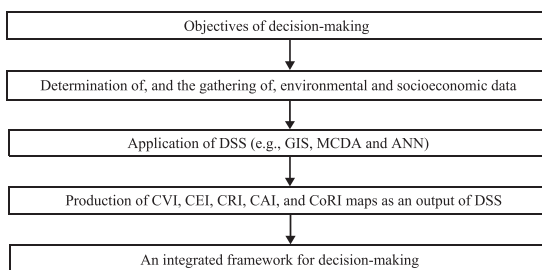 Objectives of decision-making
Determination of, and the gathering of, environmental and socioeconomic data
Application of DSS (e.g., GIS, MCDA and ANN)
Production of CVI, CEI, CRI, CAI, and CoRI maps as an output of DSS
An integrated framework for decision-making